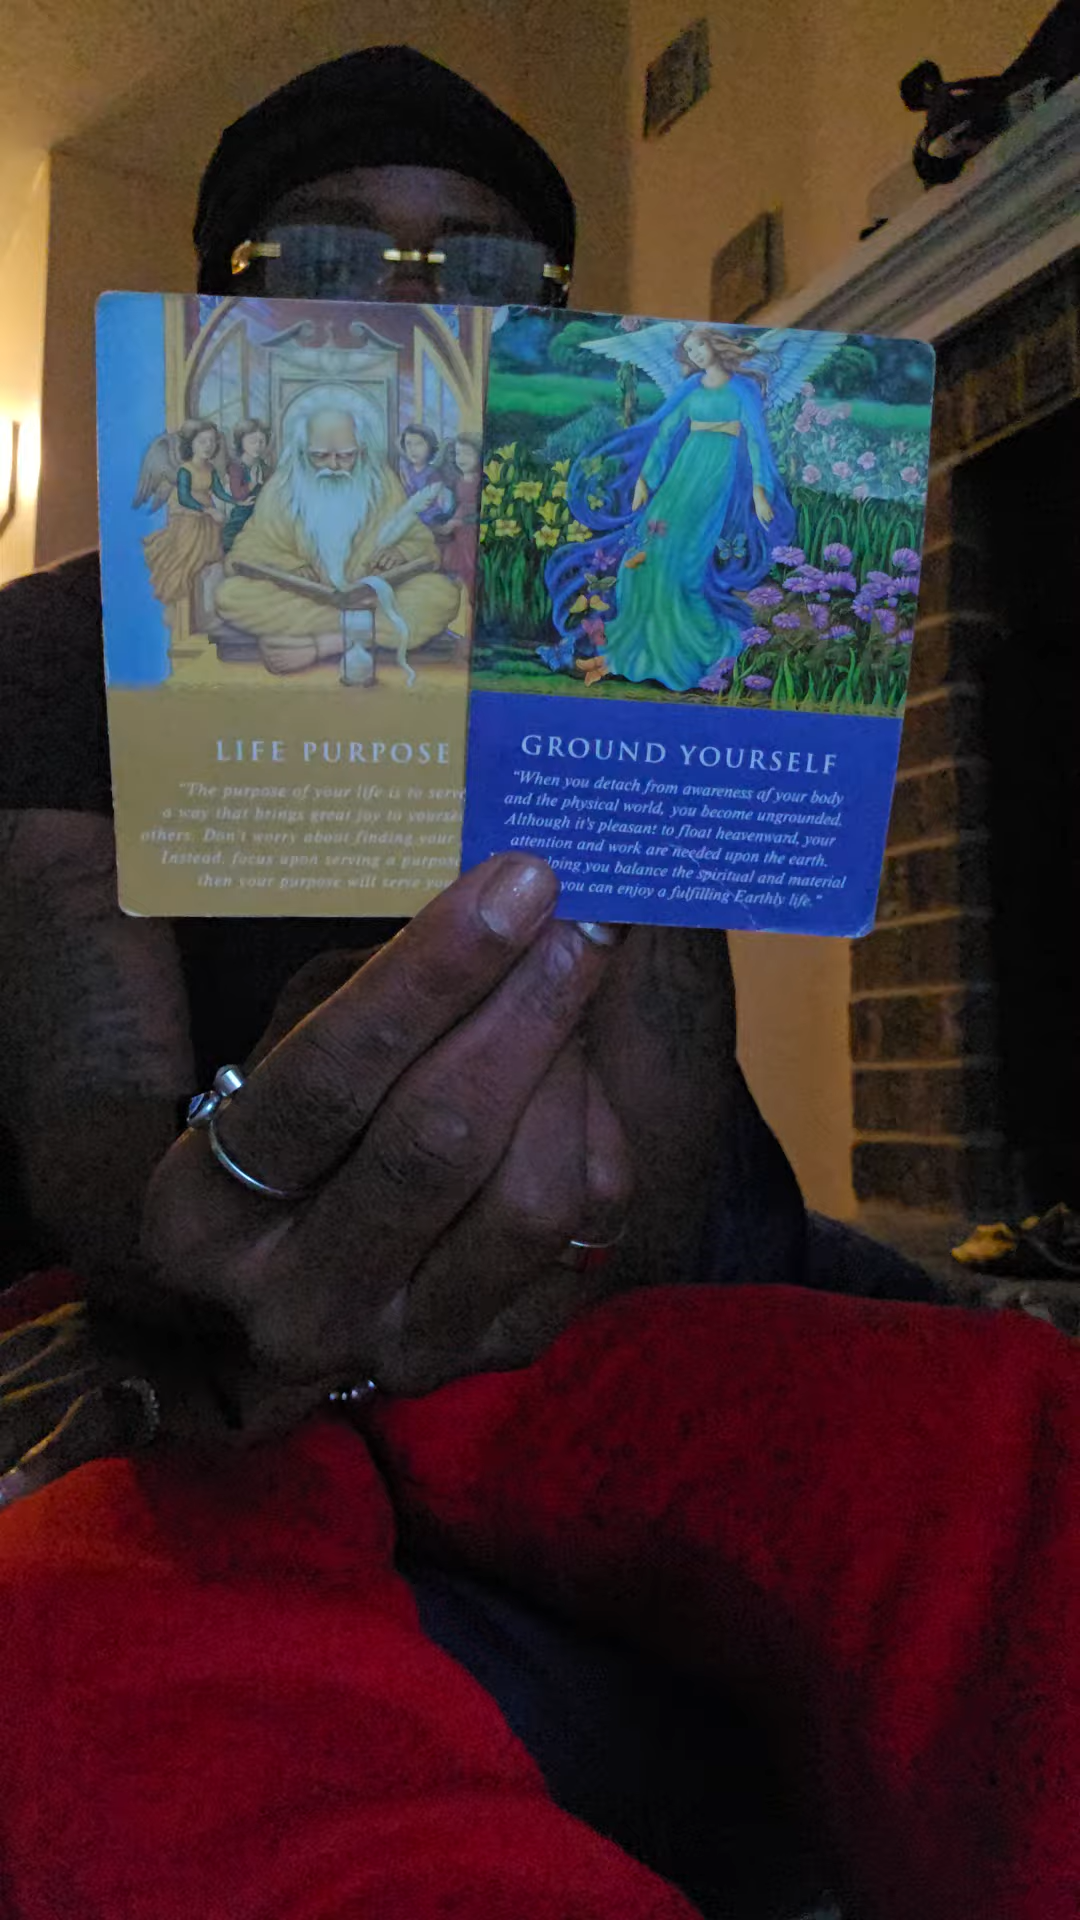 LIFE PURPOSE
"The purpose of your life is to serve
a way that brings great joy to yourse
others. Don't worry about finding your
Instead, focus upon serving a purpose
then your purpose will serve you
GROUND YOURSELF
"When you detach from awareness of your body
and the physical world, you become ungrounded.
Although it's pleasant to float heavenward, your
attention and work are needed upon the earth.
lping you balance the spiritual and material
you can enjoy a fulfilling Earthly life."